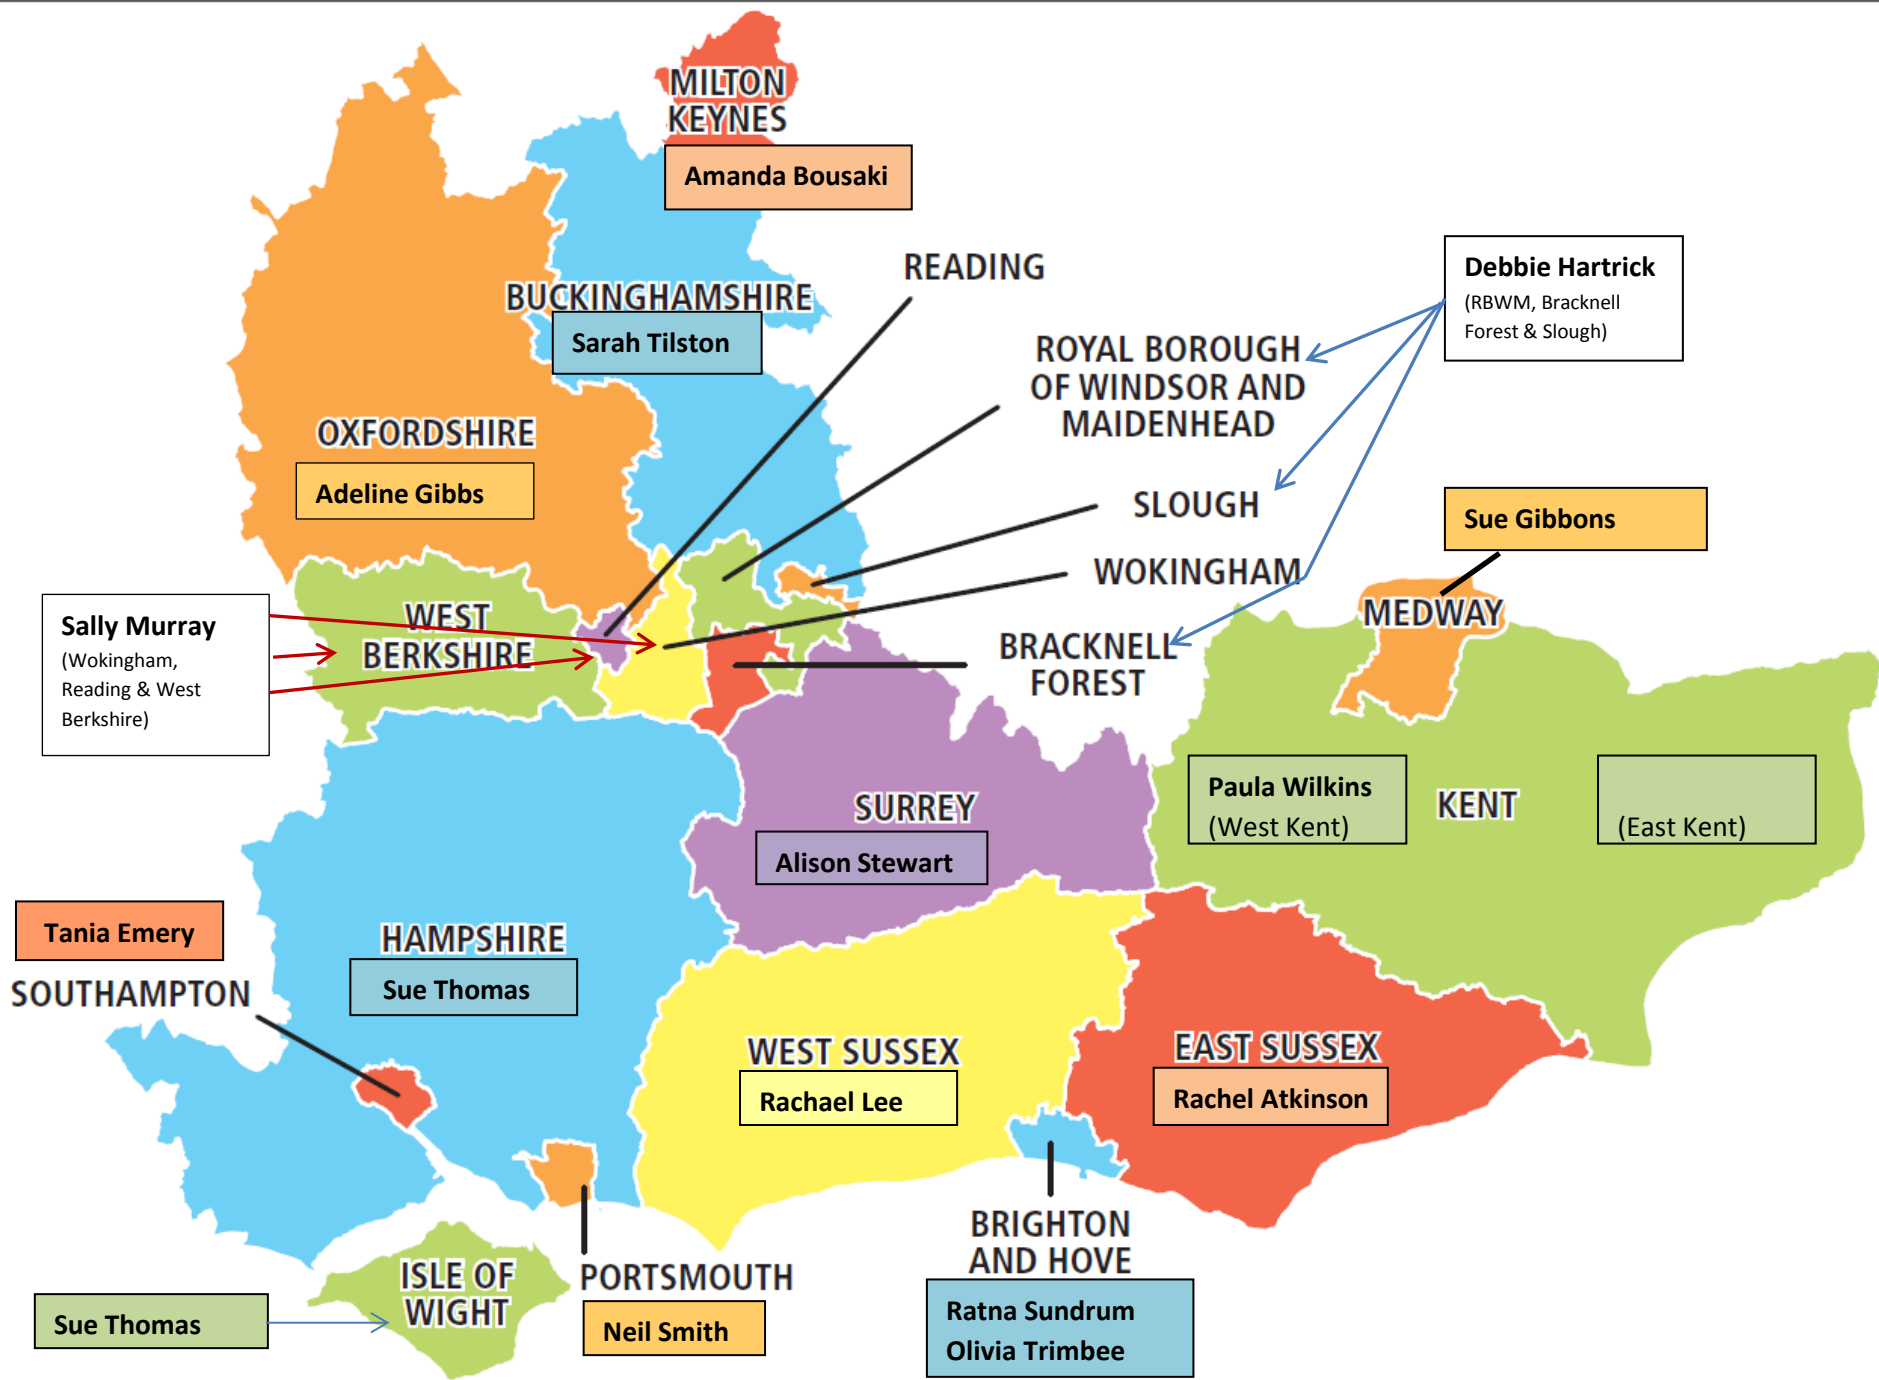 MILTON
KEYNES
Amanda Bousaki
READING
Debbie Hartrick
(RBWM, Bracknell
Forest & Slough)
BUCKINGHAMSHIRE
Sarah Tilston
ROYAL BOROUGH
OF WINDSOR AND
MAIDENHEAD
OXFORDSHIRE
Adeline Gibbs
SLOUGH
Sue Gibbons
WOKINGHAM
MEDWAY
Sally Murray
(Wokingham,
Reading & West
Berkshire)
WEST
BERKSHIRE
BRACKNELL
FOREST
SURREY
Alison Stewart
Paula Wilkins
(West Kent)
KENT
(East Kent)
Tania Emery
SOUTHAMPTON
HAMPSHIRE
Sue Thomas
WEST SUSSEX
Rachael Lee
EAST SUSSEX
Rachel Atkinson
BRIGHTON
AND HOVE
Ratna Sundrum
Olivia Trimbee
ISLE OF
WIGHT
Sue Thomas
PORTSMOUTH
Neil Smith